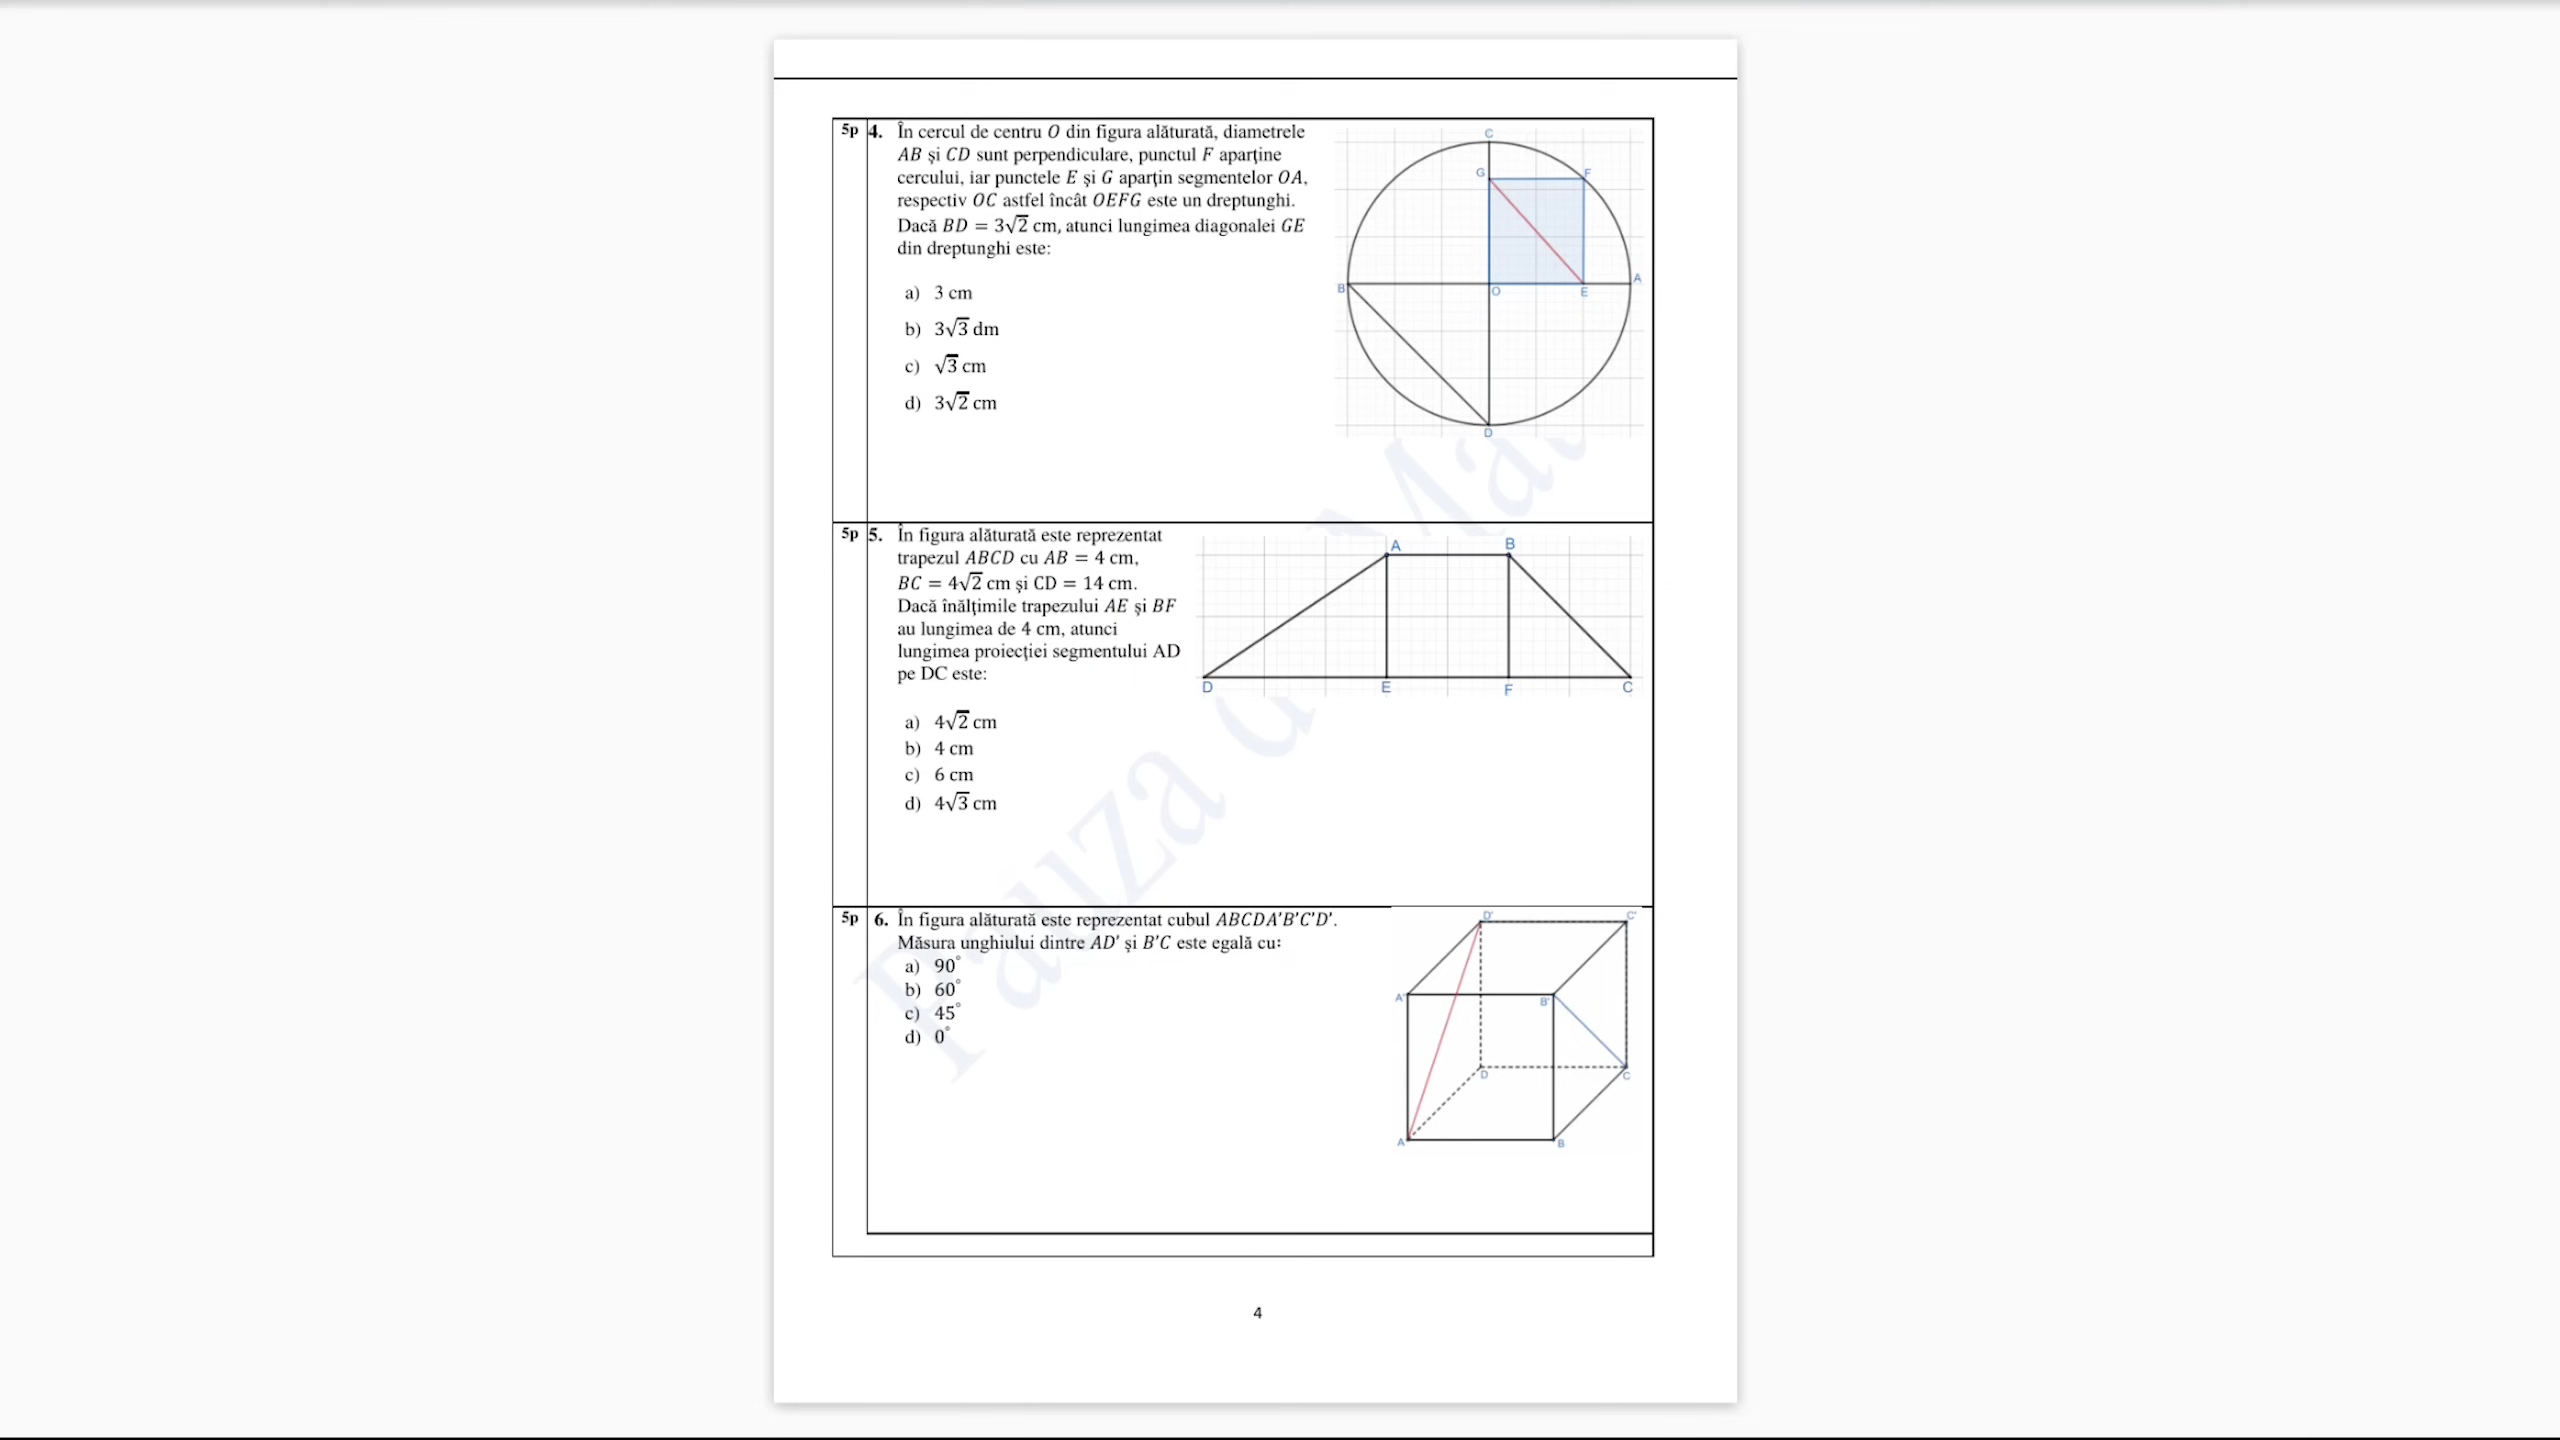 5p 4. În cercul de centru O din figura alăturată, diametrele
AB și CD sunt perpendiculare, punctul F aparține
cercului, iar punctele E și G aparțin segmentelor OA,
respectiv OC astfel încât OEFG este un dreptunghi.
Dacă BD = 3√2 cm, atunci lungimea diagonalei GE
din dreptunghi este:
a) 3 cm
b) 3√3 dm
c) √3 cm
d) 3√2 cm
C
G
F
A
B
O
E
D
5p 5. În figura alăturată este reprezentat
trapezul ABCD cu AB = 4 cm,
BC = 4√2 cm și CD = 14 cm.
Dacă înălțimile trapezului AE și BF
au lungimea de 4 cm, atunci
lungimea proiecției segmentului AD
pe DC este:
a) 4√2 cm
b) 4 cm
c) 6 cm
d) 4√3 cm
A
B
D
E
F
C
5p 6. În figura alăturată este reprezentat cubul ABCDA'B'C'D'.
Măsura unghiului dintre AD' și B'C este egală cu:
a) 90°
b) 60°
c) 45°
d) 0°
D'
C'
A'
B'
D
C
A
B
Pauza d Ma
4